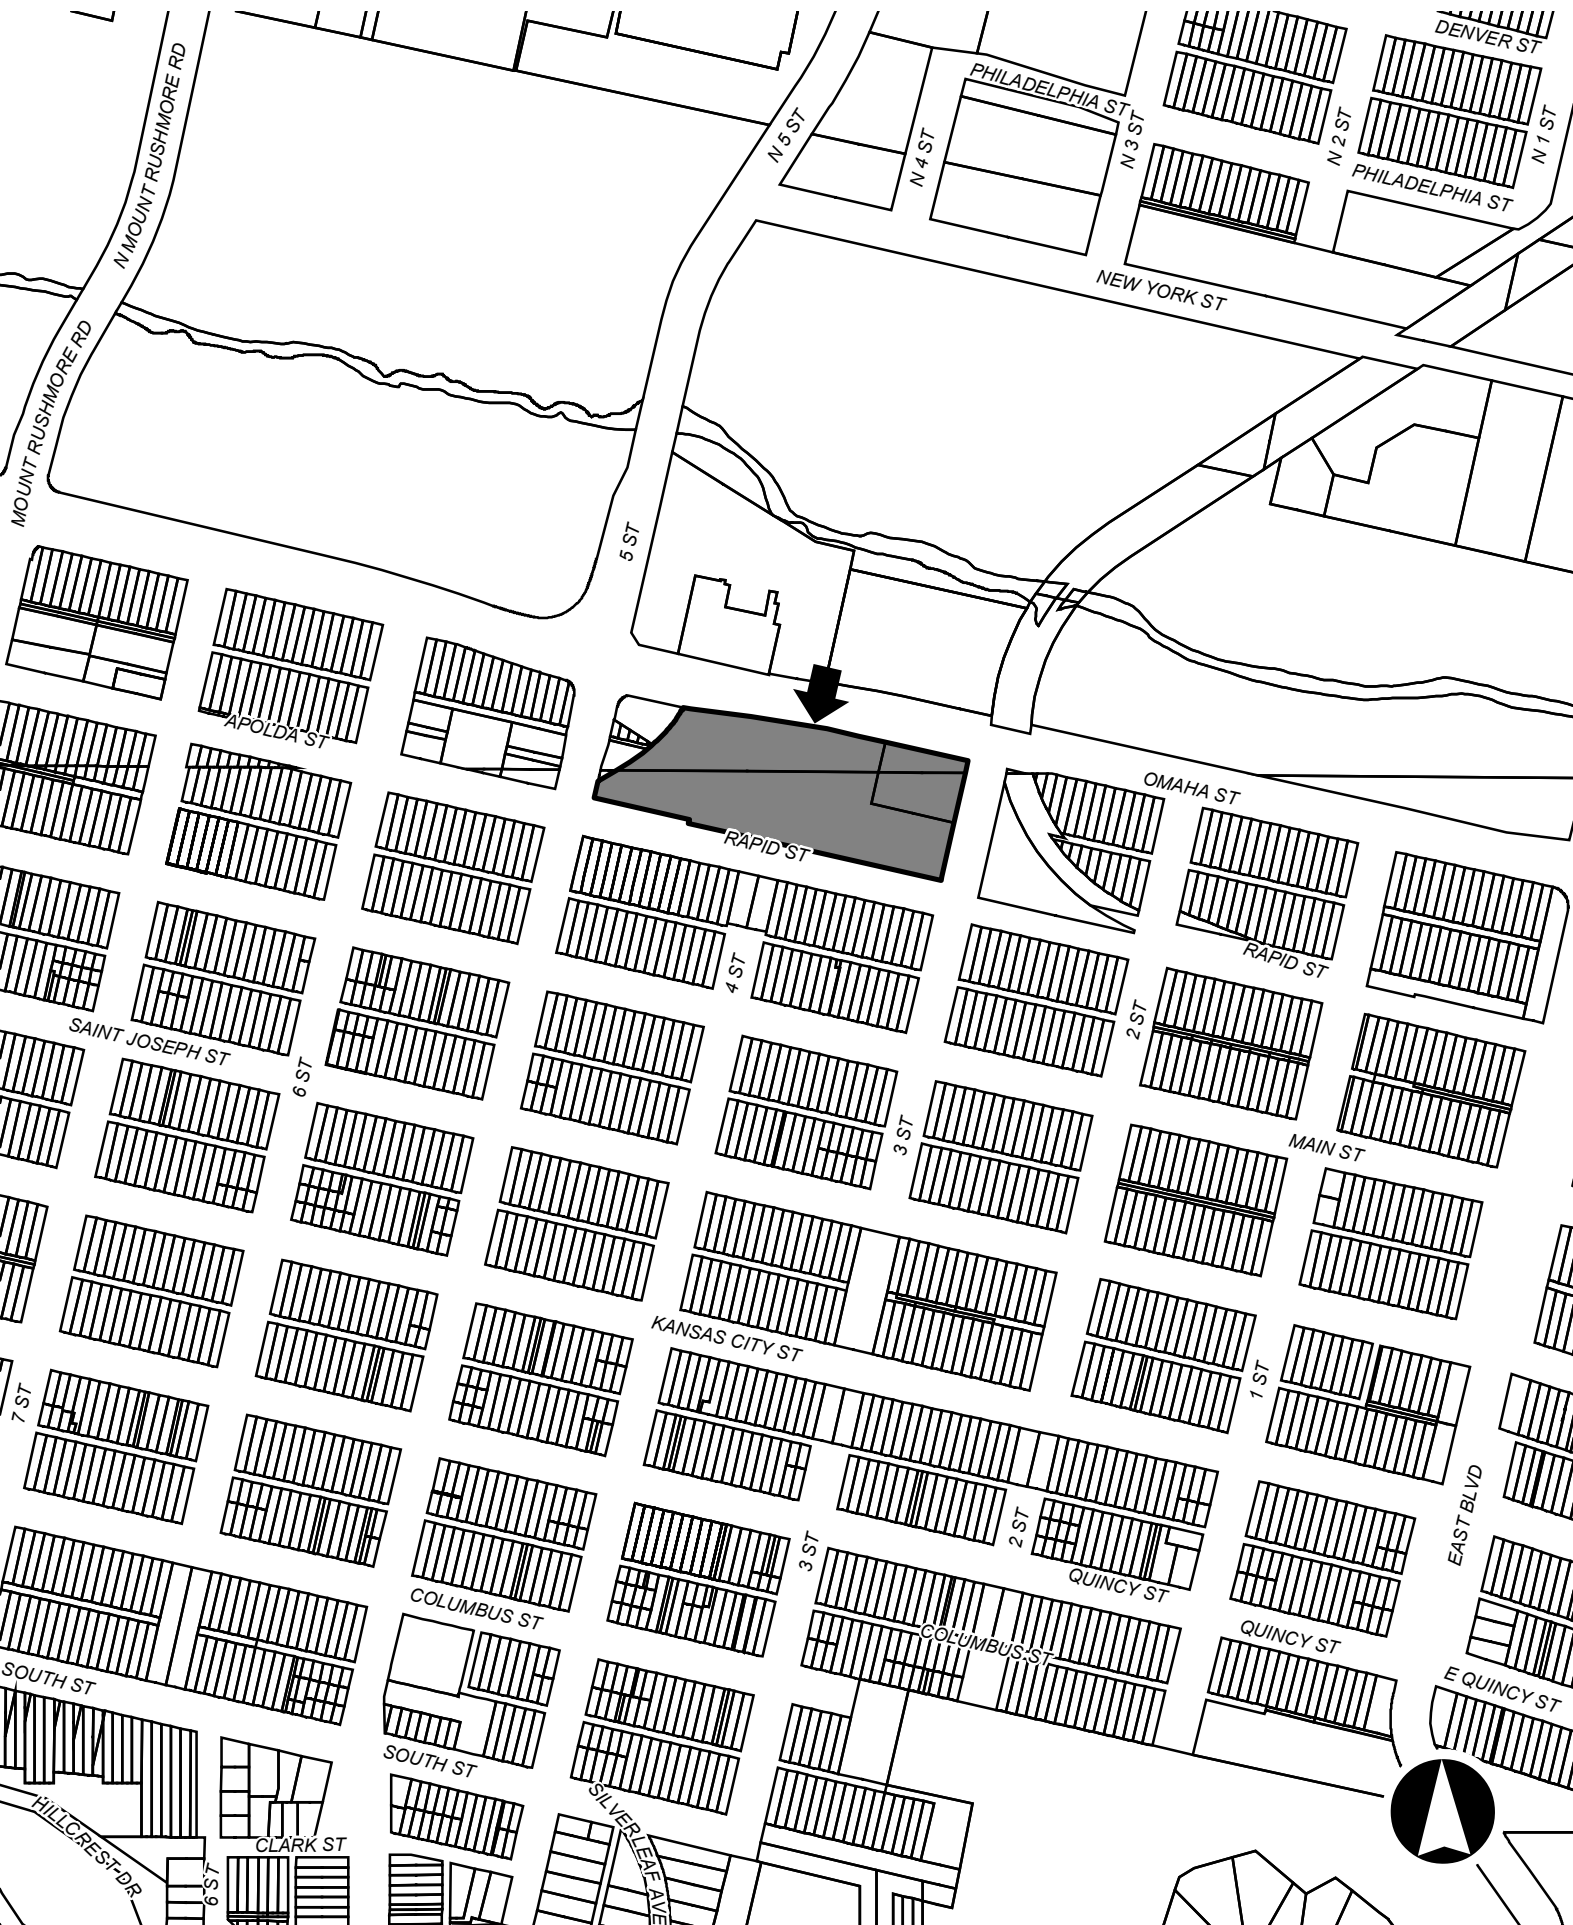 DENVER ST
N MOUNT RUSHMORE RD
PHILADELPHIA ST
N 5 ST
N 4 ST
N 3 ST
N 2 ST
N 1 ST
PHILADELPHIA ST
NEW YORK ST
MOUNT RUSHMORE RD
5 ST
APOLDA ST
OMAHA ST
RAPID ST
RAPID ST
4 ST
2 ST
SAINT JOSEPH ST
6 ST
3 ST
MAIN ST
KANSAS CITY ST
7 ST
1 ST
EAST BLVD
2 ST
3 ST
QUINCY ST
COLUMBUS ST
COLUMBUS ST
QUINCY ST
SOUTH ST
E QUINCY ST
SOUTH ST
HILLCREST DR
SILVERLEAF AVE
CLARK ST
6 ST